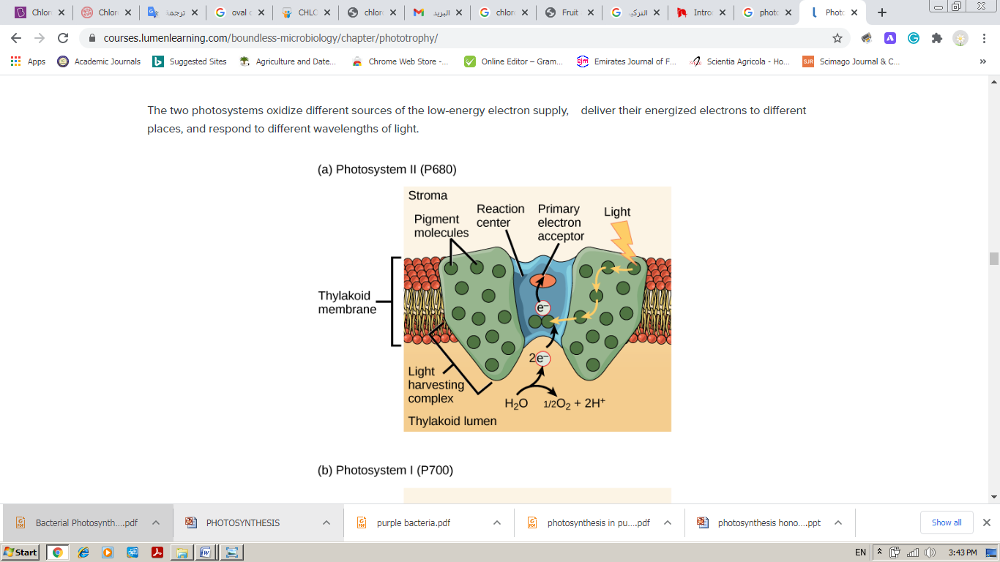 Chlor
Chlor
ترجمة
oval c
CHLC
chlor
البريد
chlor
Fruit
التركي
Intro
phot
Phot
courses.lumenlearning.com/boundless-microbiology/chapter/phototrophy/
Apps Academic Journals Suggested Sites Agriculture and Date... Chrome Web Store -... Online Editor – Gram... Emirates Journal of F... Scientia Agricola - Ho... SJR Scimago Journal & C... »
The two photosystems oxidize different sources of the low-energy electron supply, deliver their energized electrons to different
places, and respond to different wavelengths of light.
(a) Photosystem II (P680)
Stroma
Pigment
molecules
Reaction
center
Primary
electron
acceptor
Light
Thylakoid
membrane
e⁻
2e⁻
Light
harvesting
complex
H₂O 1/2O₂ + 2H⁺
Thylakoid lumen
(b) Photosystem I (P700)
Bacterial Photosynth....pdf PHOTOSYNTHESIS purple bacteria.pdf photosynthesis in pu....pdf photosynthesis hono....ppt Show all
Start EN 3:43 PM